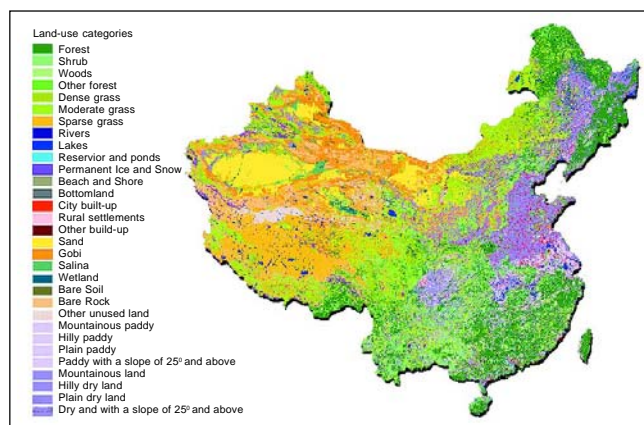 Land-use categories
Forest
Shrub
Woods
Other forest
Dense grass
Moderate grass
Sparse grass
Rivers
Lakes
Reservior and ponds
Permanent Ice and Snow
Beach and Shore
Bottomland
City built-up
Rural settlements
Other build-up
Sand
Gobi
Salina
Wetland
Bare Soil
Bare Rock
Other unused land
Mountainous paddy
Hilly paddy
Plain paddy
Paddy with a slope of 25⁰ and above
Mountainous land
Hilly dry land
Plain dry land
Dry and with a slope of 25⁰ and above